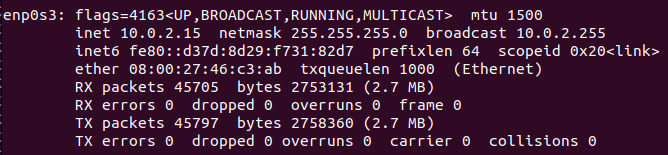 enp0s3: flags=4163<UP,BROADCAST,RUNNING,MULTICAST>  mtu 1500
        inet 10.0.2.15  netmask 255.255.255.0  broadcast 10.0.2.255
        inet6 fe80::d37d:8d29:f731:82d7  prefixlen 64  scopeid 0x20<link>
        ether 08:00:27:46:c3:ab  txqueuelen 1000  (Ethernet)
        RX packets 45705  bytes 2753131 (2.7 MB)
        RX errors 0  dropped 0  overruns 0  frame 0
        TX packets 45797  bytes 2758360 (2.7 MB)
        TX errors 0  dropped 0 overruns 0  carrier 0  collisions 0